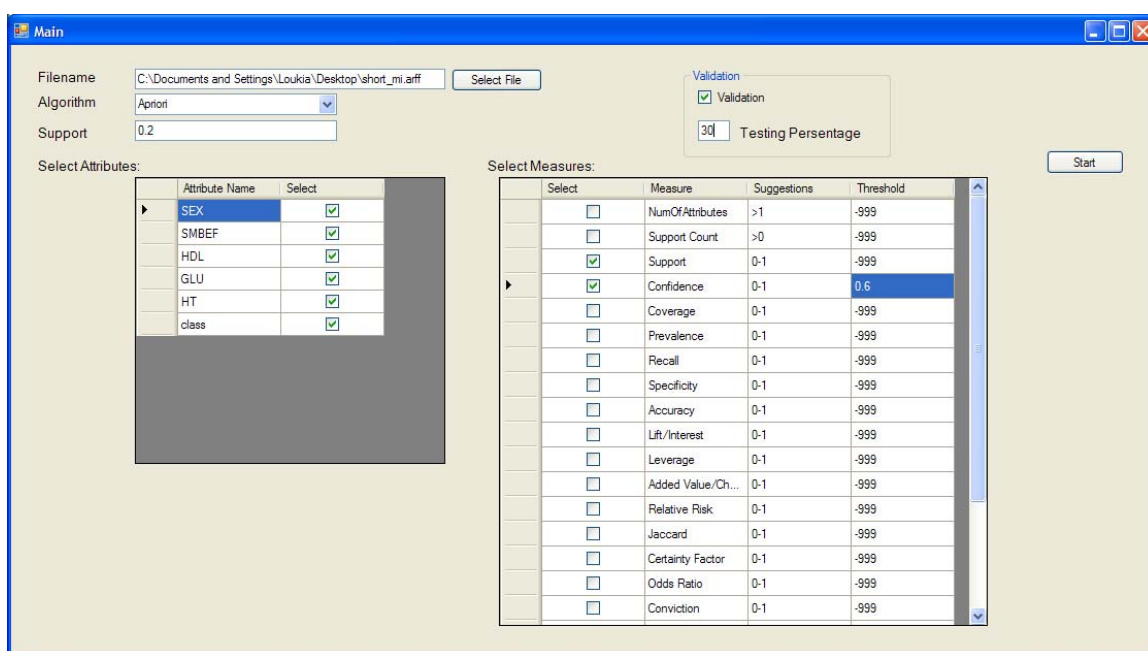 Main
Filename C:\Documents and Settings\Loukia\Desktop\short_mi.arff Select File
Algorithm Apriori
Support 0.2
Validation
Validation
30 Testing Persentage
Start
Select Attributes:
Attribute Name Select
SEX
SMBEF
HDL
GLU
HT
class
Select Measures:
Select Measure Suggestions Threshold
NumOfAttributes >1 -999
Support Count >0 -999
Support 0-1 -999
Confidence 0-1 0.6
Coverage 0-1 -999
Prevalence 0-1 -999
Recall 0-1 -999
Specificity 0-1 -999
Accuracy 0-1 -999
Lift/Interest 0-1 -999
Leverage 0-1 -999
Added Value/Ch... 0-1 -999
Relative Risk 0-1 -999
Jaccard 0-1 -999
Certainty Factor 0-1 -999
Odds Ratio 0-1 -999
Conviction 0-1 -999